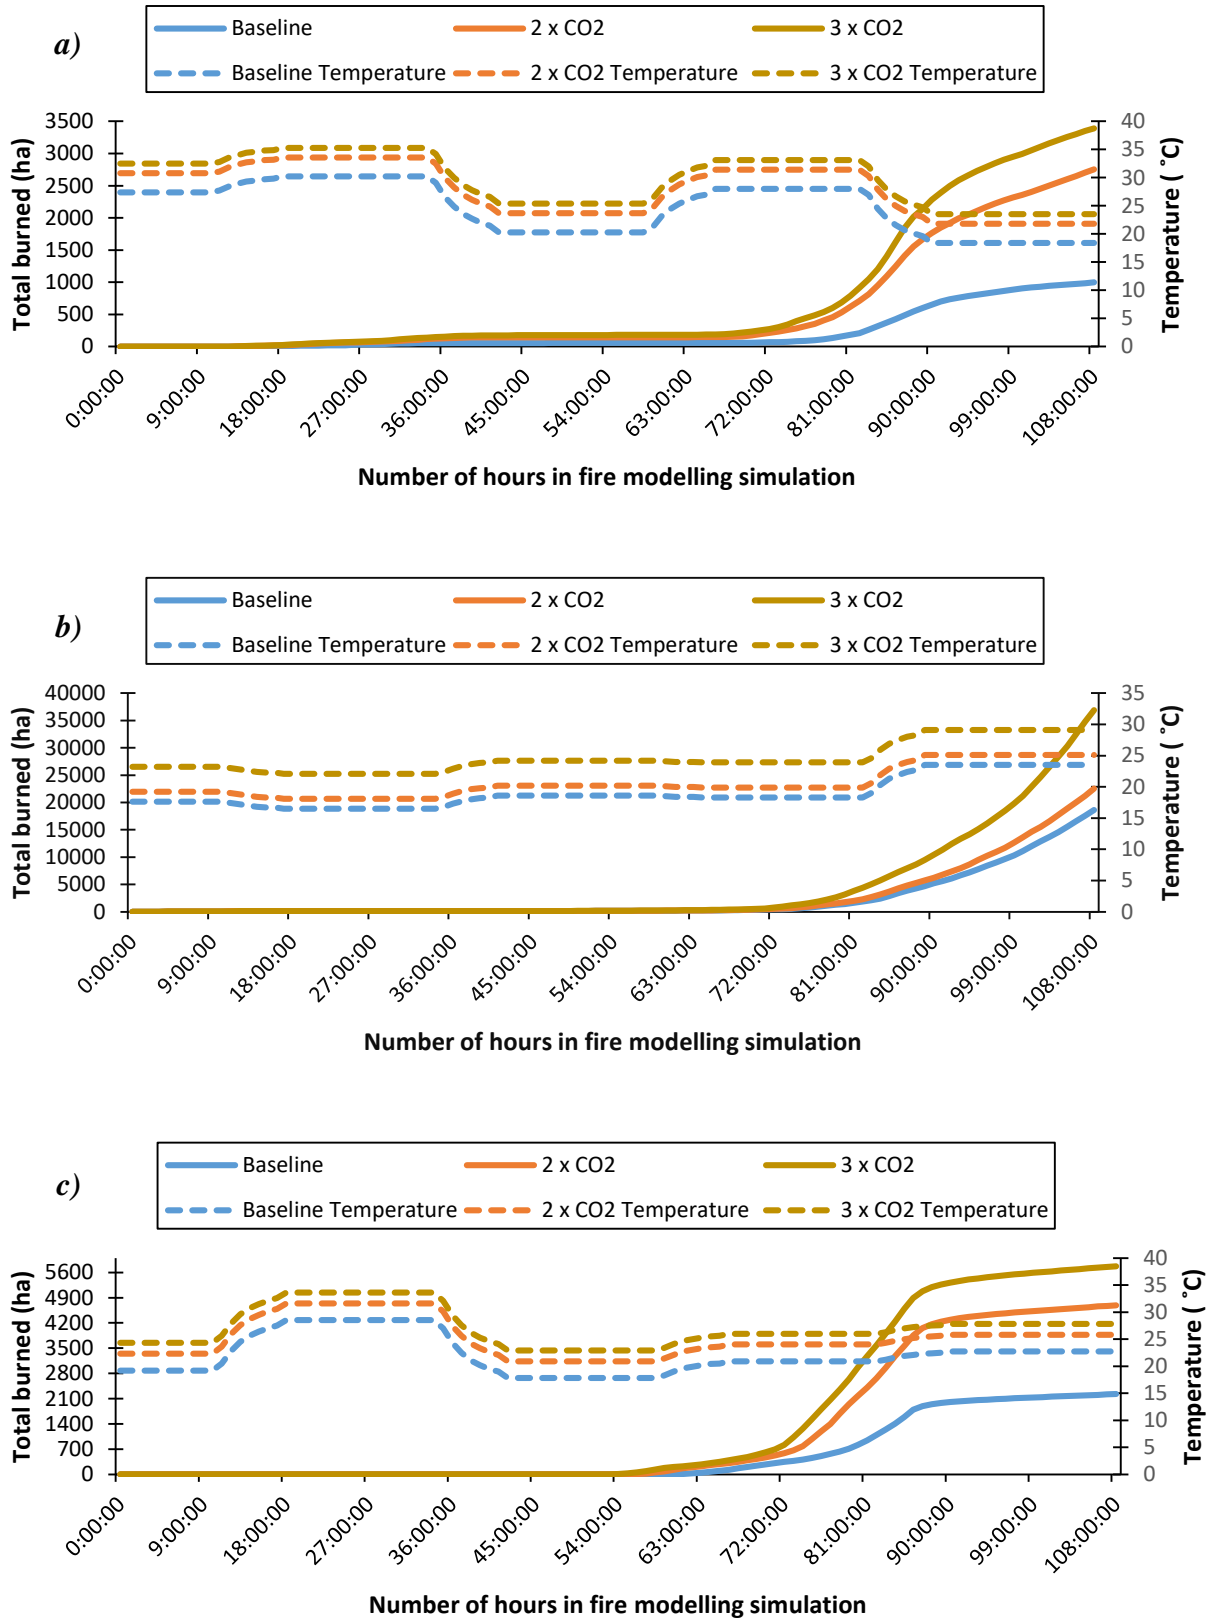 a)
Baseline 2 x CO2 3 x CO2
Baseline Temperature 2 x CO2 Temperature 3 x CO2 Temperature
Total burned (ha)
3500
3000
2500
2000
1500
1000
500
0
40
35
30
25
20
15
10
5
0
Temperature ( ˚C)
0:00:00 9:00:00 18:00:00 27:00:00 36:00:00 45:00:00 54:00:00 63:00:00 72:00:00 81:00:00 90:00:00 99:00:00 108:00:00
Number of hours in fire modelling simulation
b)
Baseline 2 x CO2 3 x CO2
Baseline Temperature 2 x CO2 Temperature 3 x CO2 Temperature
Total burned (ha)
40000
35000
30000
25000
20000
15000
10000
5000
0
35
30
25
20
15
10
5
0
Temperature ( ˚C)
0:00:00 9:00:00 18:00:00 27:00:00 36:00:00 45:00:00 54:00:00 63:00:00 72:00:00 81:00:00 90:00:00 99:00:00 108:00:00
Number of hours in fire modelling simulation
c)
Baseline 2 x CO2 3 x CO2
Baseline Temperature 2 x CO2 Temperature 3 x CO2 Temperature
Total burned (ha)
5600
4900
4200
3500
2800
2100
1400
700
0
40
35
30
25
20
15
10
5
0
Temperature ( ˚C)
0:00:00 9:00:00 18:00:00 27:00:00 36:00:00 45:00:00 54:00:00 63:00:00 72:00:00 81:00:00 90:00:00 99:00:00 108:00:00
Number of hours in fire modelling simulation